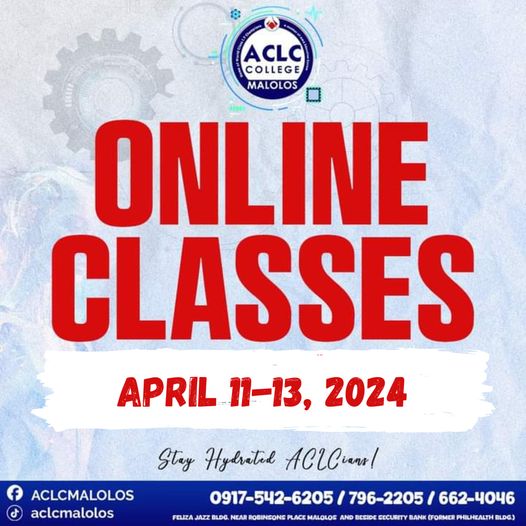 ACLC
COLLEGE
MALOLOS
ONLINE
CLASSES
APRIL 11-13, 2024
Stay Hydrated ACLCians!
ACLCMALOLOS
aclcmalolos
0917-542-6205 / 796-2205 / 662-4046
FELIZA JAZZ BLDG. NEAR ROBINSONS PLACE MALOLOS AND BESIDE SECURITY BANK (FORMER PHILHEALTH BLDG.)